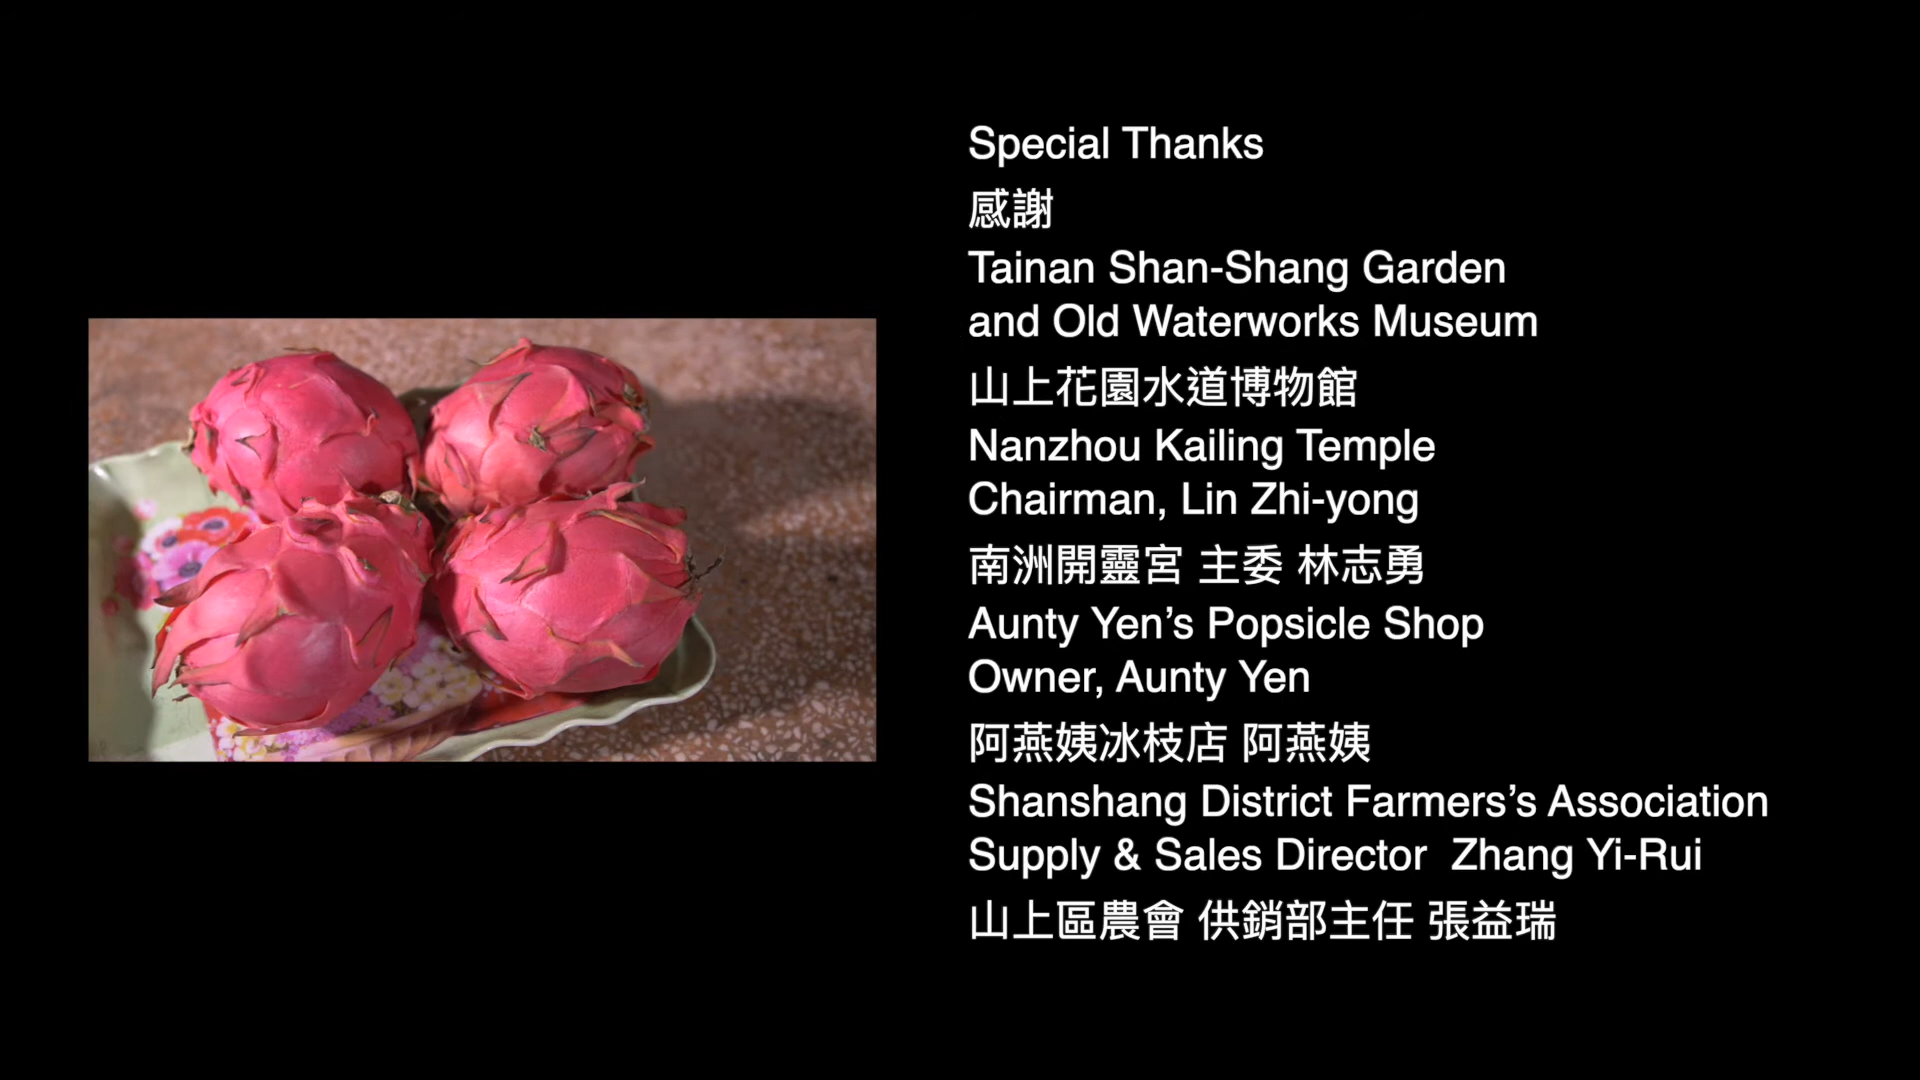 Special Thanks
感謝
Tainan Shan-Shang Garden
and Old Waterworks Museum
山上花園水道博物館
Nanzhou Kailing Temple
Chairman, Lin Zhi-yong
南洲開靈宮 主委 林志勇
Aunty Yen’s Popsicle Shop
Owner, Aunty Yen
阿燕姨冰枝店 阿燕姨
Shanshang District Farmers’s Association
Supply & Sales Director  Zhang Yi-Rui
山上區農會 供銷部主任 張益瑞